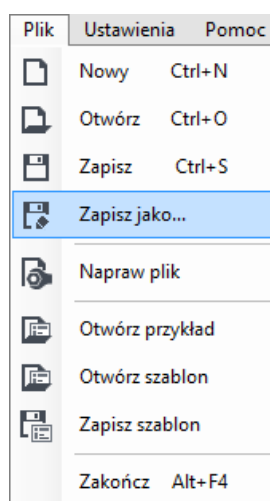 Plik Ustawienia Pomoc
Nowy Ctrl+N
Otwórz Ctrl+O
Zapisz Ctrl+S
Zapisz jako...
Napraw plik
Otwórz przykład
Otwórz szablon
Zapisz szablon
Zakończ Alt+F4